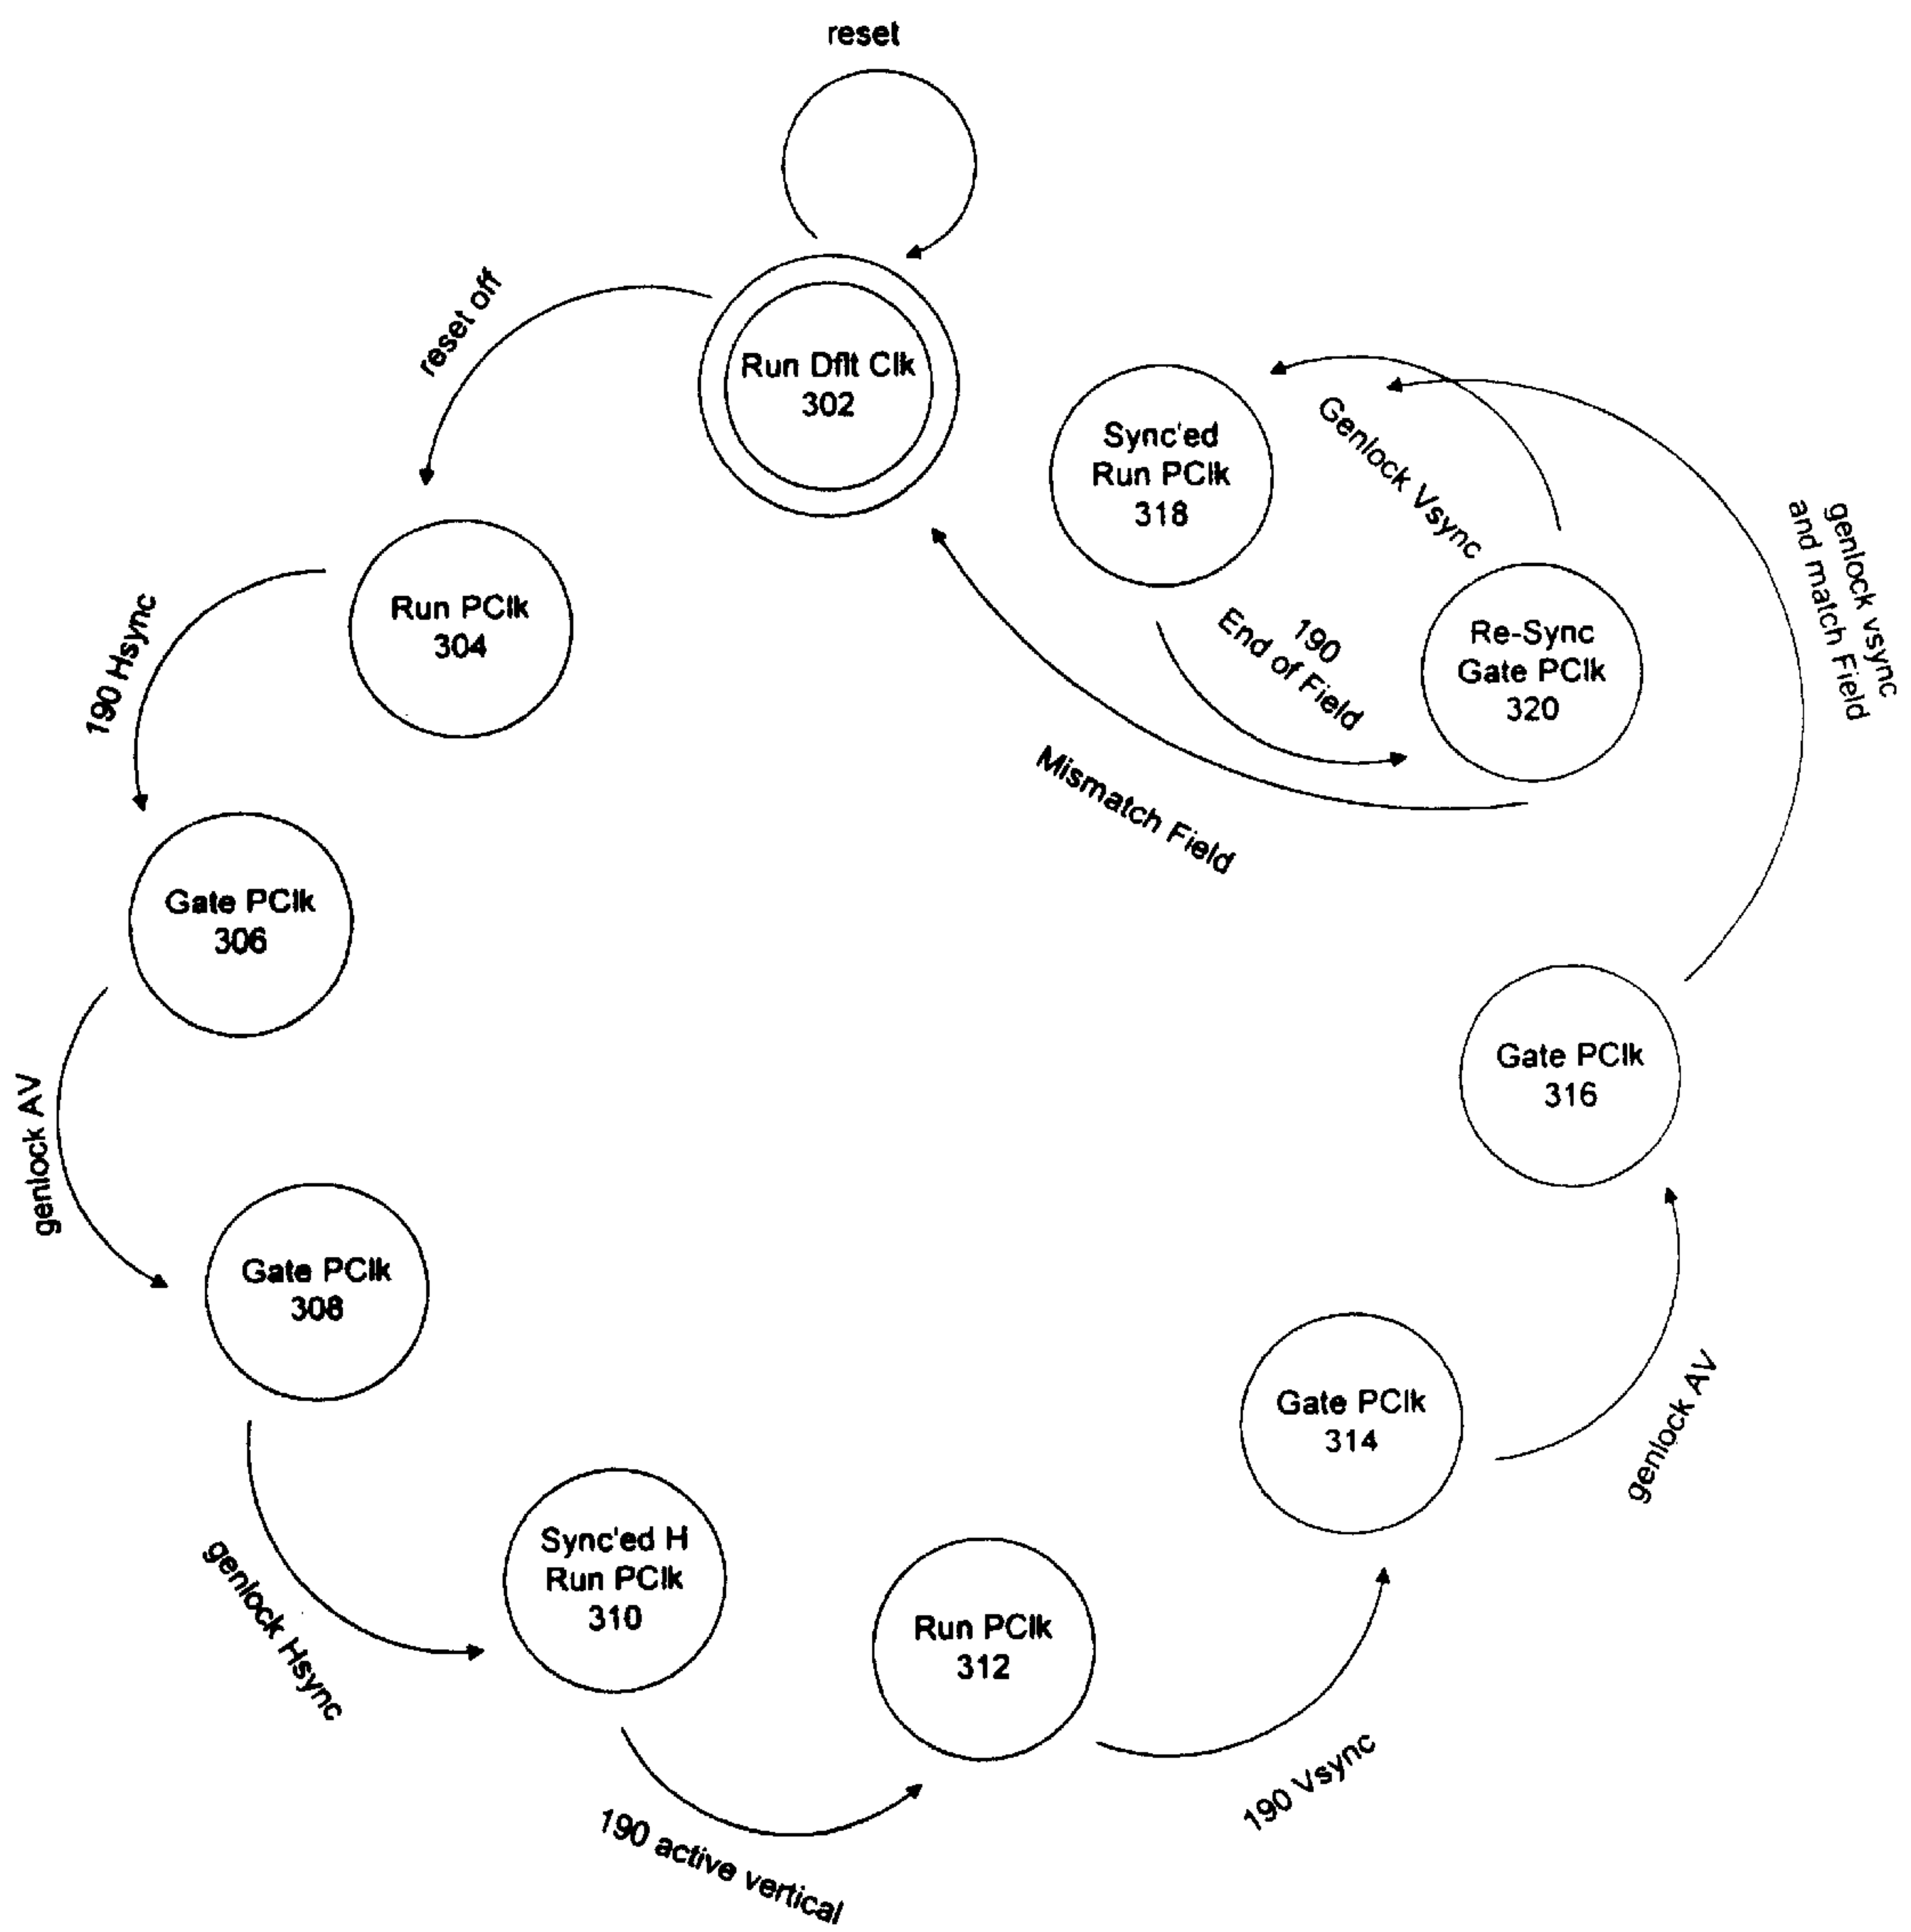 reset
reset off
Run Dflt Clk
302
Sync'ed
Run PClk
318
Genlock Vsync
genlock vsync
and match Field
190 Hsync
Run PClk
304
190
End of Field
Re-Sync
Gate PClk
320
Mismatch Field
Gate PClk
306
genlock AV
Gate PClk
316
Gate PClk
308
Gate PClk
314
genlock AV
genlock Hsync
Sync'ed H
Run PClk
310
Run PClk
312
190 Vsync
190 active vertical